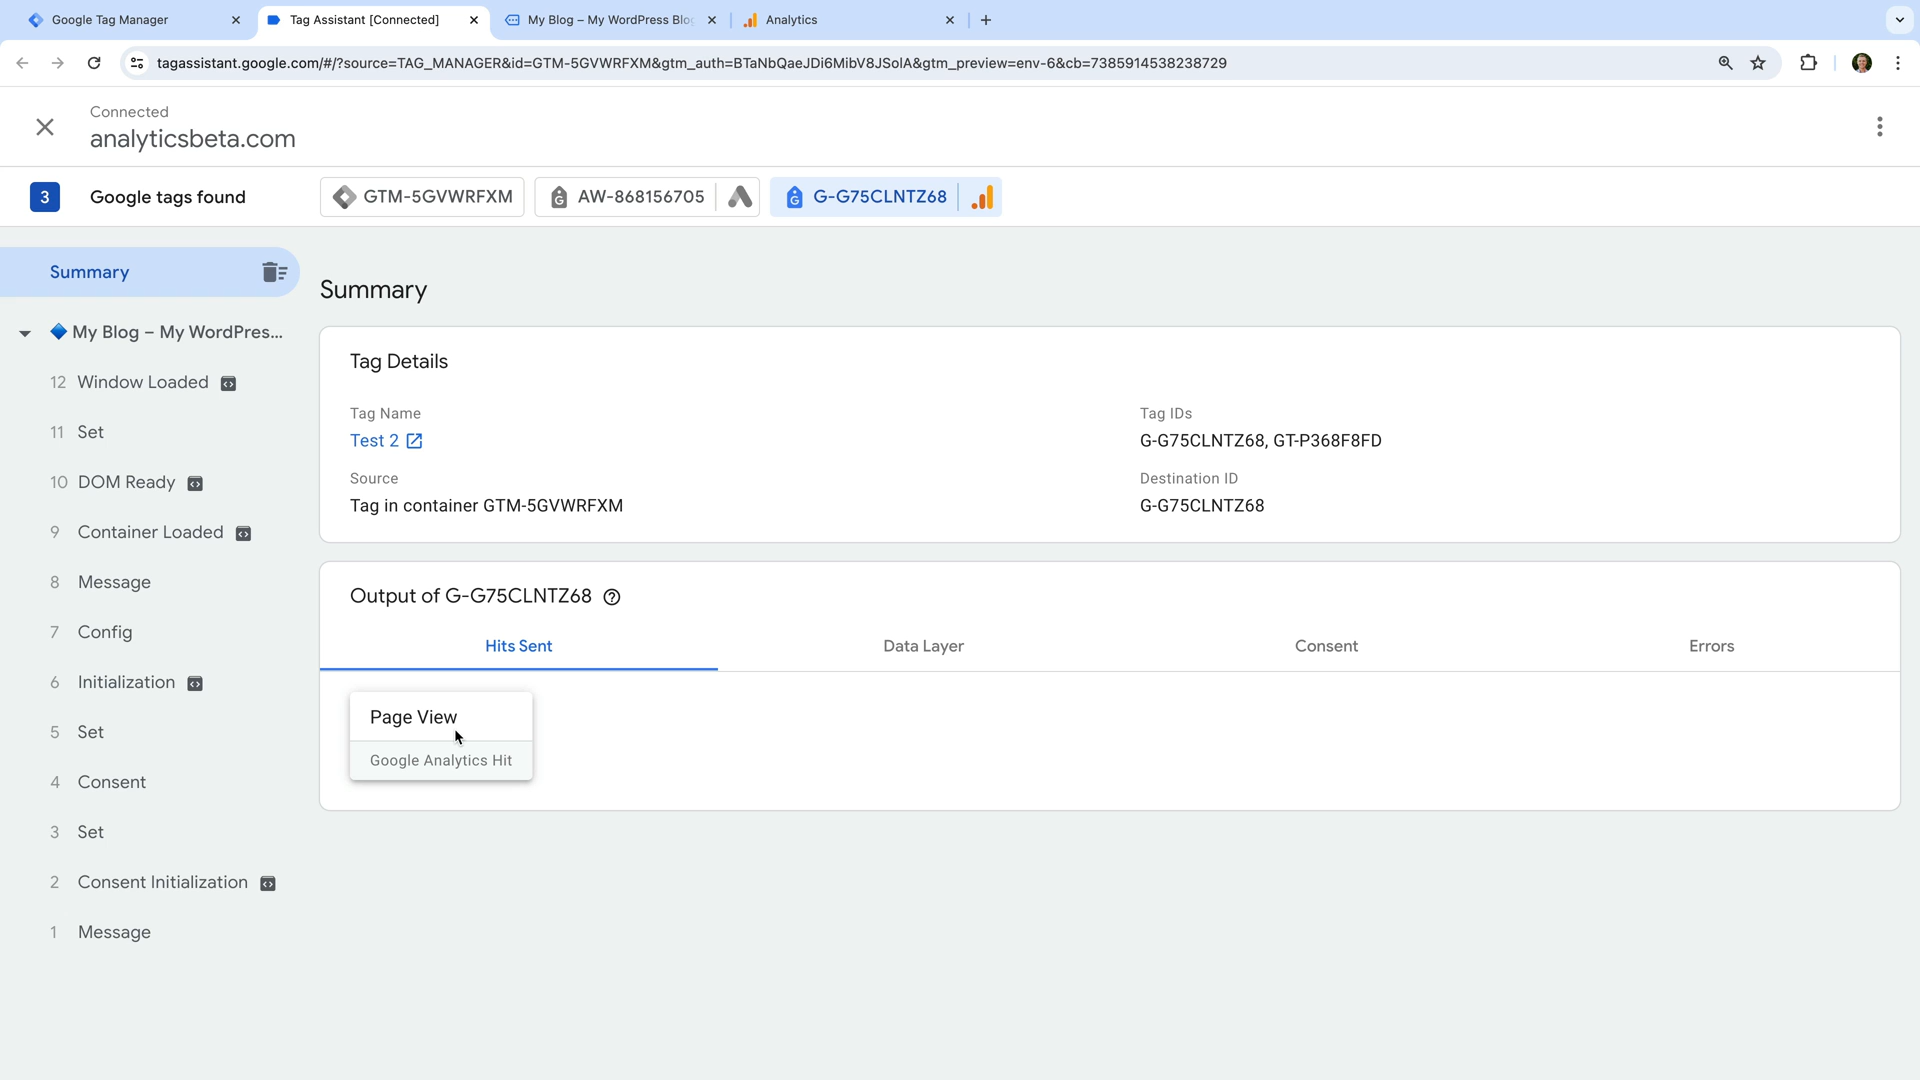 Google Tag Manager
Tag Assistant [Connected]
My Blog – My WordPress Blog
Analytics
tagassistant.google.com/#/?source=TAG_MANAGER&id=GTM-5GVWRFXM&gtm_auth=BTaNbQaeJDi6MibV8JSolA&gtm_preview=env-6&cb=7385914538238729
Connected
analyticsbeta.com
3
Google tags found
GTM-5GVWRFXM
AW-868156705
G-G75CLNTZ68
Summary
My Blog – My WordPres...
12 Window Loaded
11 Set
10 DOM Ready
9 Container Loaded
8 Message
7 Config
6 Initialization
5 Set
4 Consent
3 Set
2 Consent Initialization
1 Message
Summary
Tag Details
Tag Name
Test 2
Tag IDs
G-G75CLNTZ68, GT-P368F8FD
Source
Tag in container GTM-5GVWRFXM
Destination ID
G-G75CLNTZ68
Output of G-G75CLNTZ68
Hits Sent
Data Layer
Consent
Errors
Page View
Google Analytics Hit